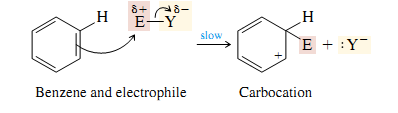 H δ+ δ− H
E—Y
slow
+ E + :Y⁻
Benzene and electrophile Carbocation